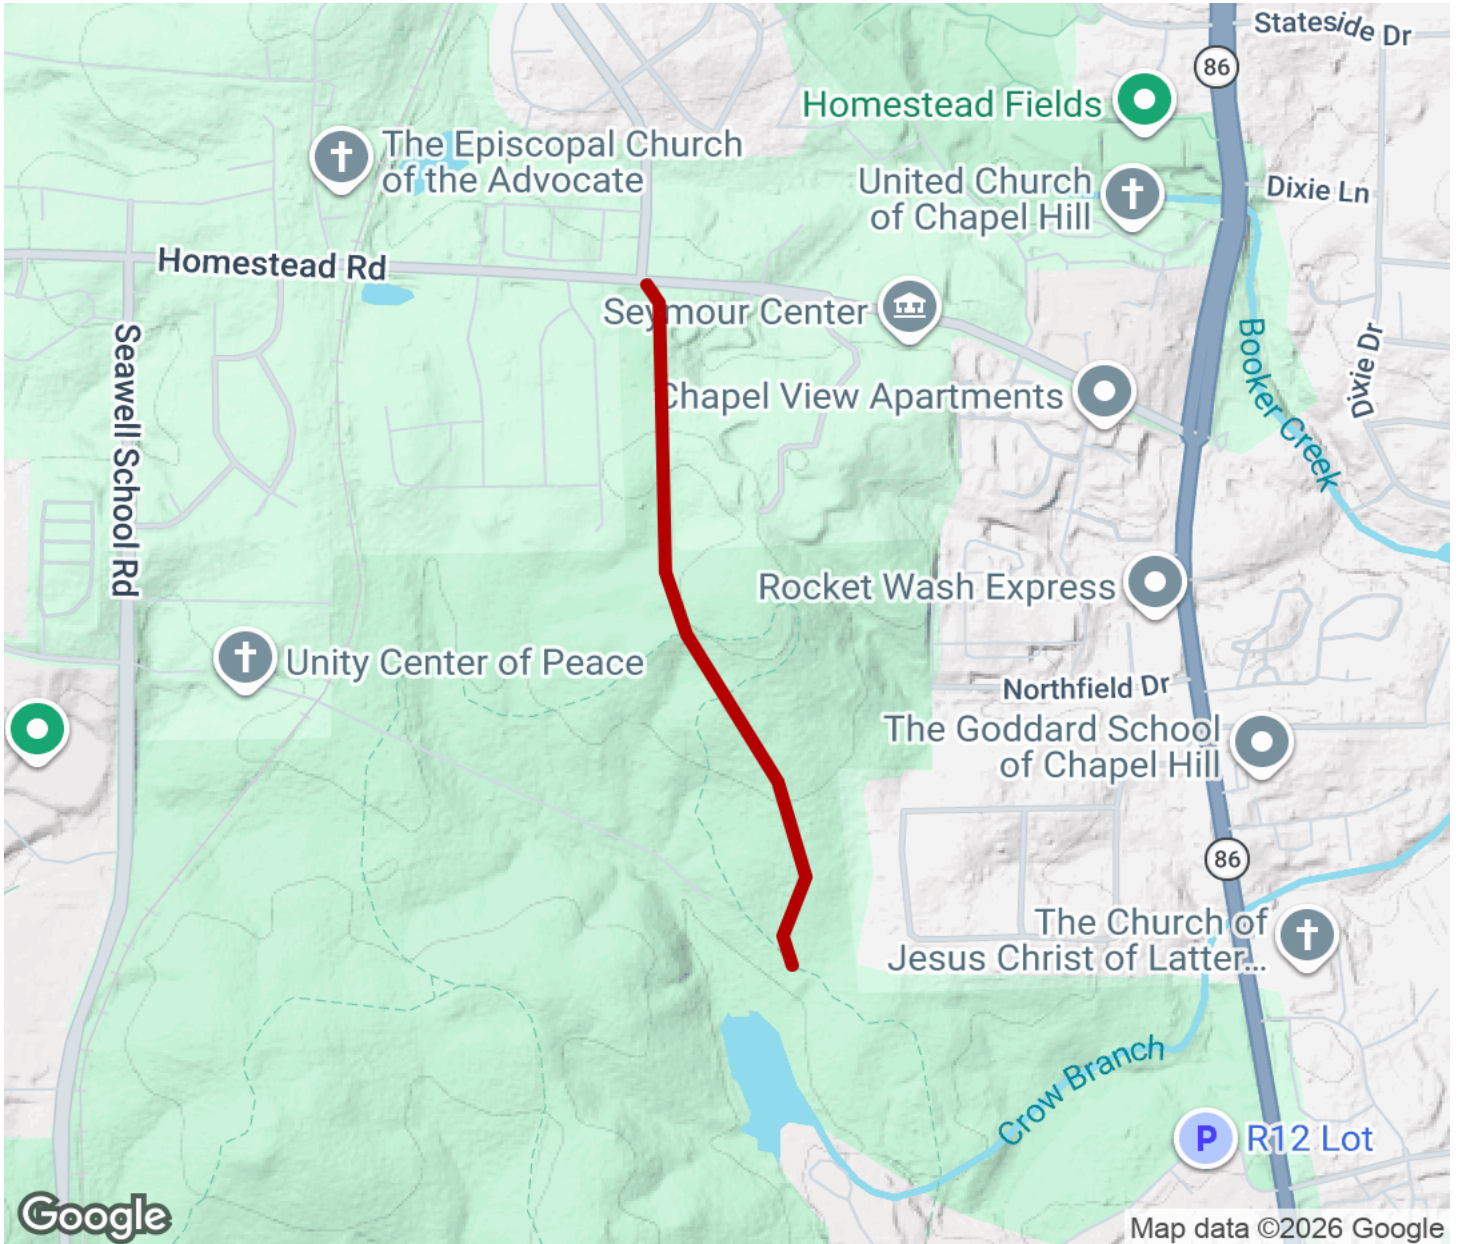 Stateside Dr
86
Homestead Fields
The Episcopal Church
of the Advocate
United Church
of Chapel Hill
Dixie Ln
Homestead Rd
Seymour Center
Seawell School Rd
Chapel View Apartments
Booker Creek
Dixie Dr
Rocket Wash Express
Unity Center of Peace
Northfield Dr
The Goddard School
of Chapel Hill
86
The Church of
Jesus Christ of Latter...
Crow Branch
P R12 Lot
Google
Map data ©2026 Google